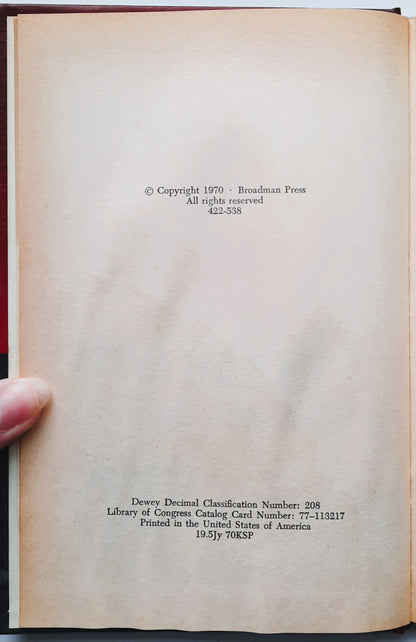 © Copyright 1970 · Broadman Press
All rights reserved
422-538
Dewey Decimal Classification Number: 208
Library of Congress Catalog Card Number: 77–113217
Printed in the United States of America
19.5Jy 70KSP